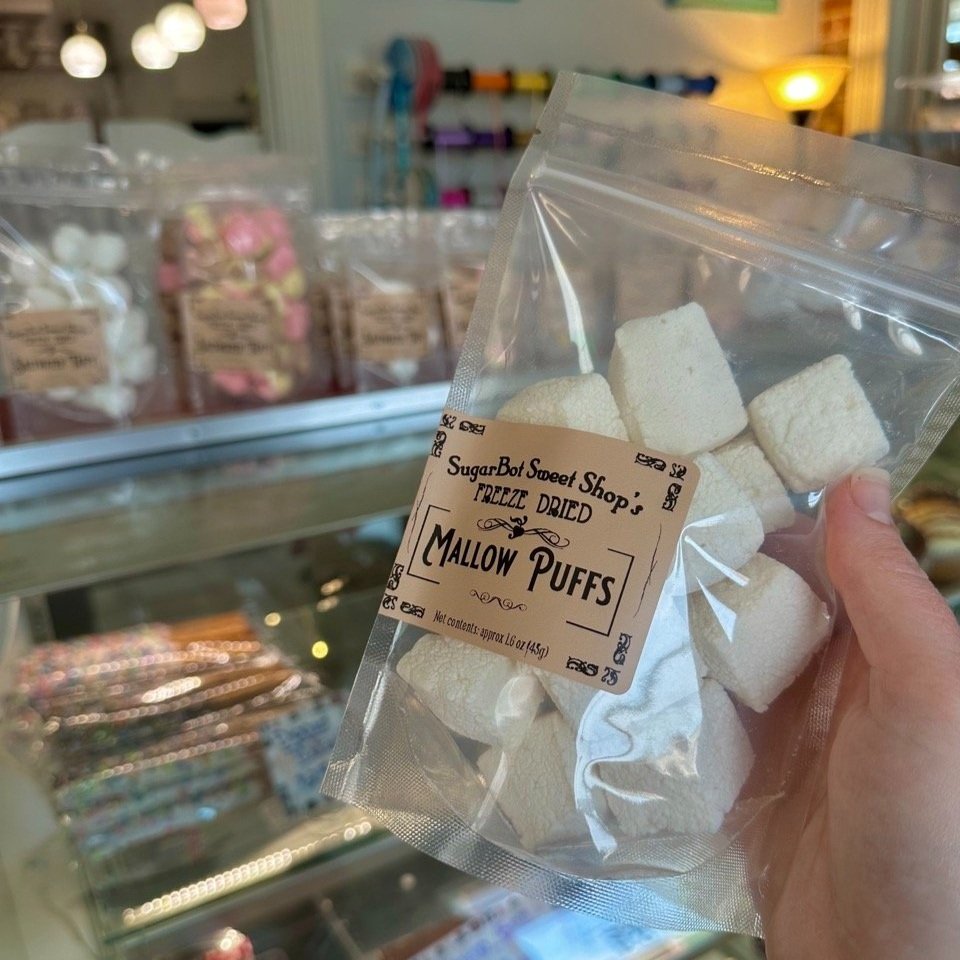 SugarBot Sweet Shop's
FREEZE DRIED
MALLOW PUFFS
Net contents: approx 1.6 oz (45g)